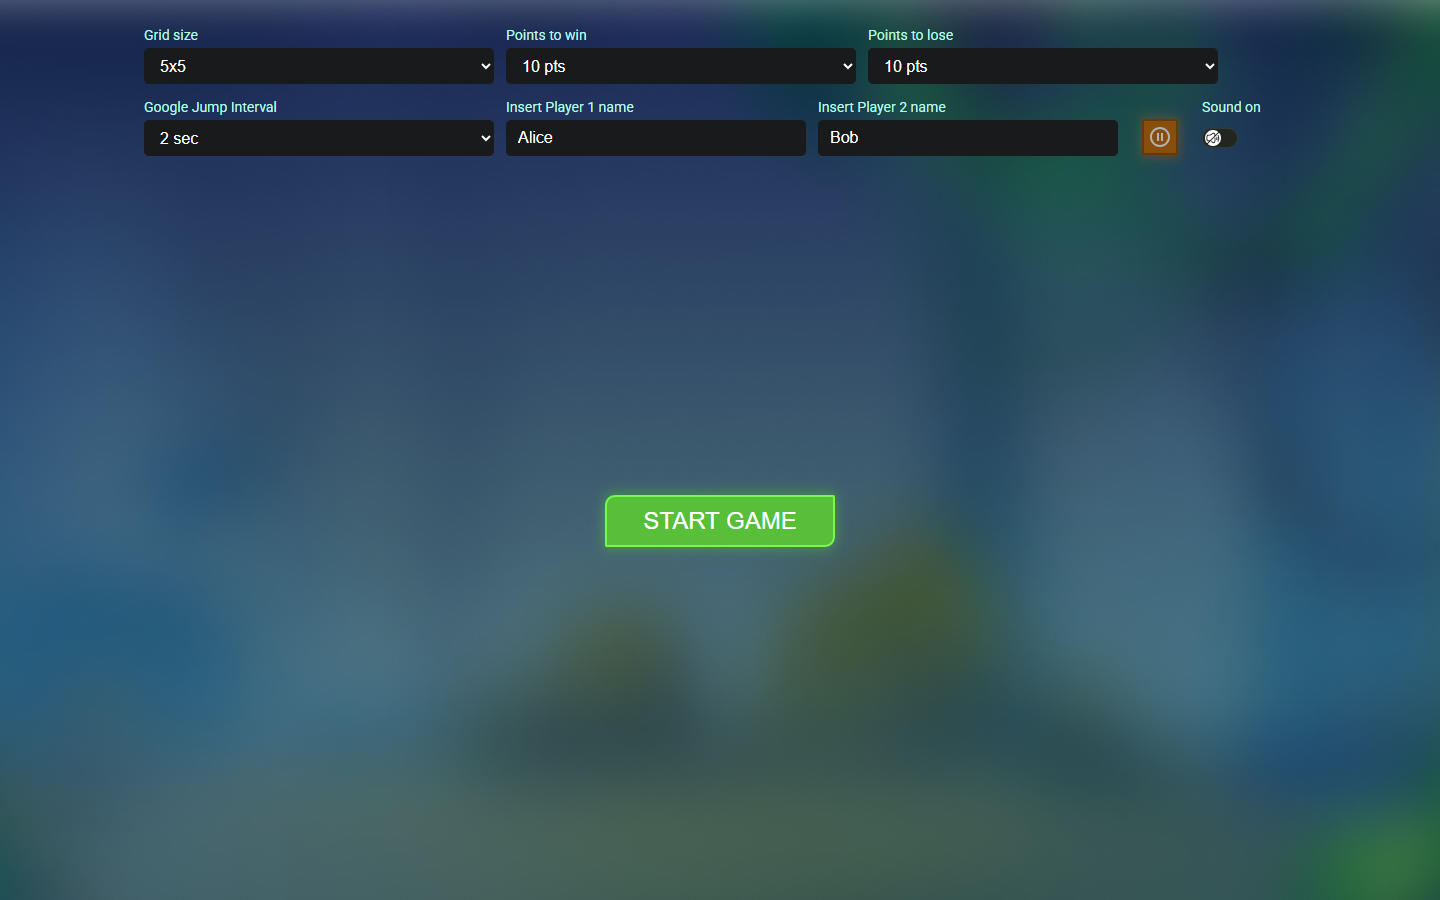 Grid size
Points to win
Points to lose
5x5
10 pts
10 pts
Google Jump Interval
Insert Player 1 name
Insert Player 2 name
Sound on
2 sec
Alice
Bob
START GAME